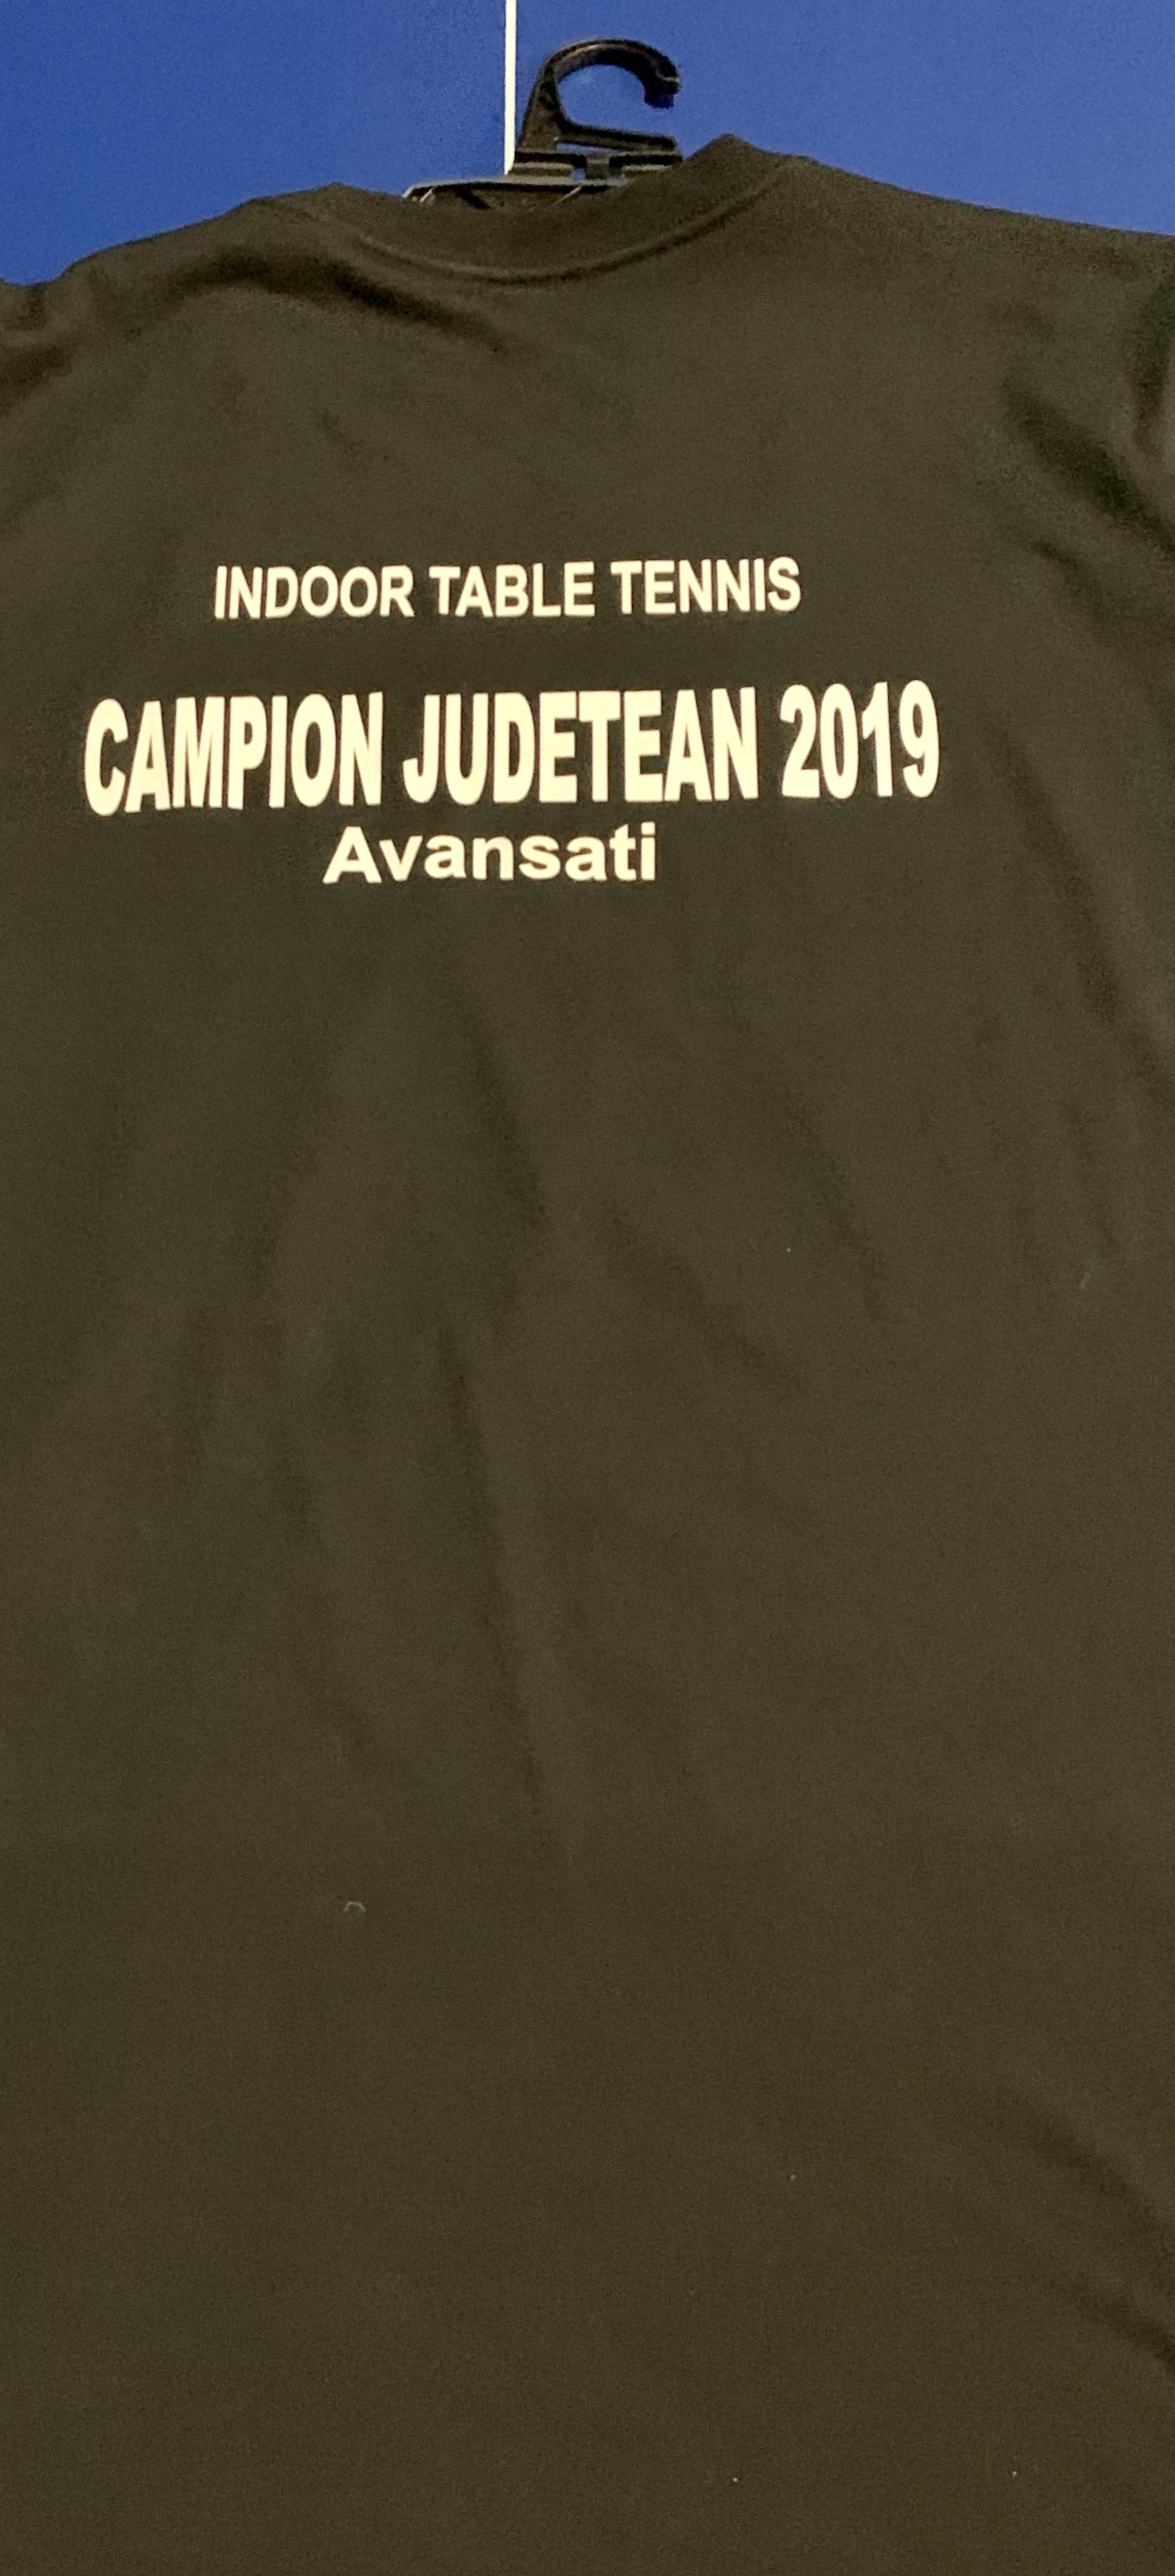 INDOOR TABLE TENNIS
CAMPION JUDETEAN 2019
Avansati